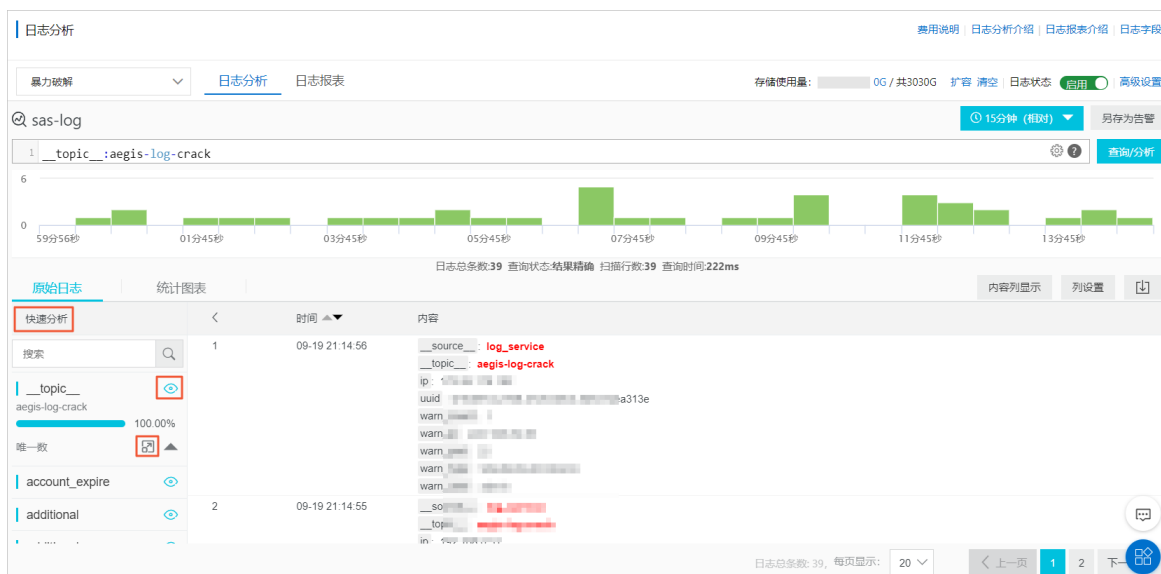 日志分析
费用说明 日志分析介绍 日志报表介绍 日志字段
暴力破解 日志分析 日志报表 存储使用量: 0G / 共3030G 扩容 清空 日志状态 启用 高级设置
sas-log 15分钟(相对) 另存为告警
1 __topic__:aegis-log-crack 查询/分析
6
0
59分56秒 01分45秒 03分45秒 05分45秒 07分45秒 09分45秒 11分45秒 13分45秒
日志总条数:39 查询状态:结果精确 扫描行数:39 查询时间:222ms
原始日志 统计图表 内容列显示 列设置
快速分析 时间 内容
搜索
__topic__
aegis-log-crack
100.00%
唯一数
account_expire
additional
1 09-19 21:14:56
__source__: log_service
__topic__: aegis-log-crack
ip:
uuid a313e
warn
warn
warn
warn
warn
2 09-19 21:14:55
ip:
日志总条数: 39, 每页显示: 20 上一页 1 2 下一